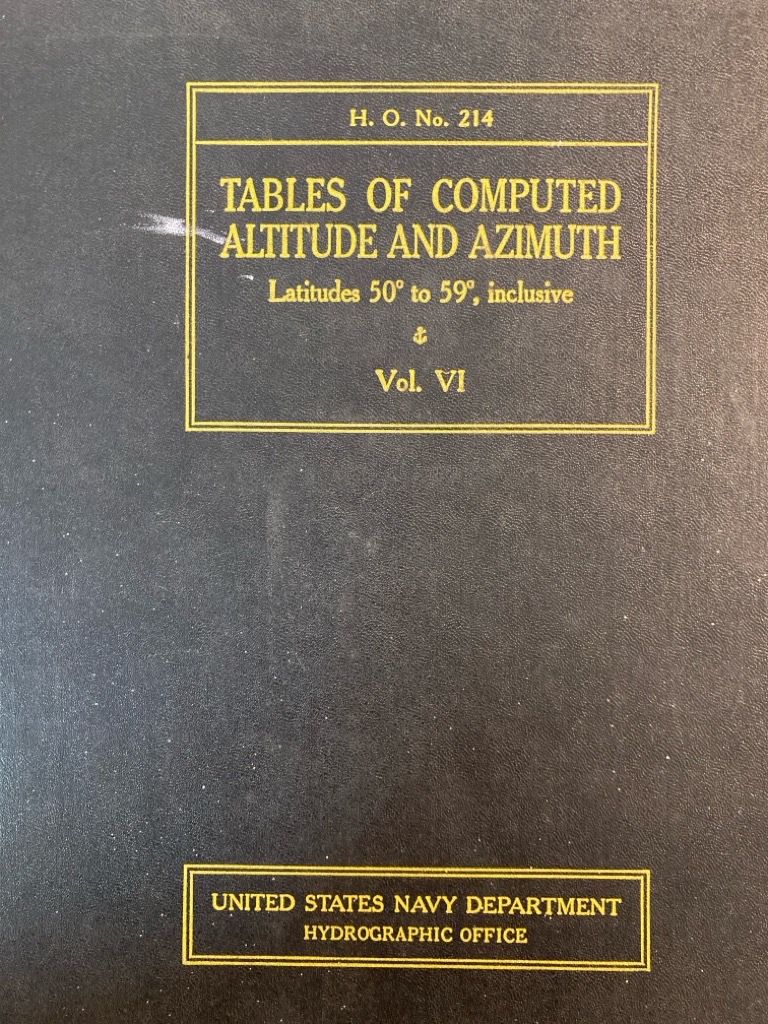 H. O. No. 214
TABLES OF COMPUTED
ALTITUDE AND AZIMUTH
Latitudes 50° to 59°, inclusive
Vol. VI
UNITED STATES NAVY DEPARTMENT
HYDROGRAPHIC OFFICE